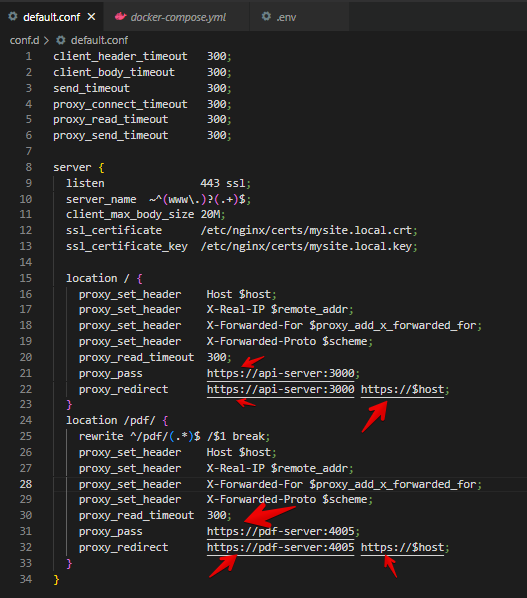 default.conf docker-compose.yml .env
conf.d > default.conf
1 client_header_timeout 300;
2 client_body_timeout 300;
3 send_timeout 300;
4 proxy_connect_timeout 300;
5 proxy_read_timeout 300;
6 proxy_send_timeout 300;
7
8 server {
9 listen 443 ssl;
10 server_name ~^(www\.)?(.+)$;
11 client_max_body_size 20M;
12 ssl_certificate /etc/nginx/certs/mysite.local.crt;
13 ssl_certificate_key /etc/nginx/certs/mysite.local.key;
14
15 location / {
16 proxy_set_header Host $host;
17 proxy_set_header X-Real-IP $remote_addr;
18 proxy_set_header X-Forwarded-For $proxy_add_x_forwarded_for;
19 proxy_set_header X-Forwarded-Proto $scheme;
20 proxy_read_timeout 300;
21 proxy_pass https://api-server:3000;
22 proxy_redirect https://api-server:3000 https://$host;
23 }
24 location /pdf/ {
25 rewrite ^/pdf/(.*)$ /$1 break;
26 proxy_set_header Host $host;
27 proxy_set_header X-Real-IP $remote_addr;
28 proxy_set_header X-Forwarded-For $proxy_add_x_forwarded_for;
29 proxy_set_header X-Forwarded-Proto $scheme;
30 proxy_read_timeout 300;
31 proxy_pass https://pdf-server:4005;
32 proxy_redirect https://pdf-server:4005 https://$host;
33 }
34 }